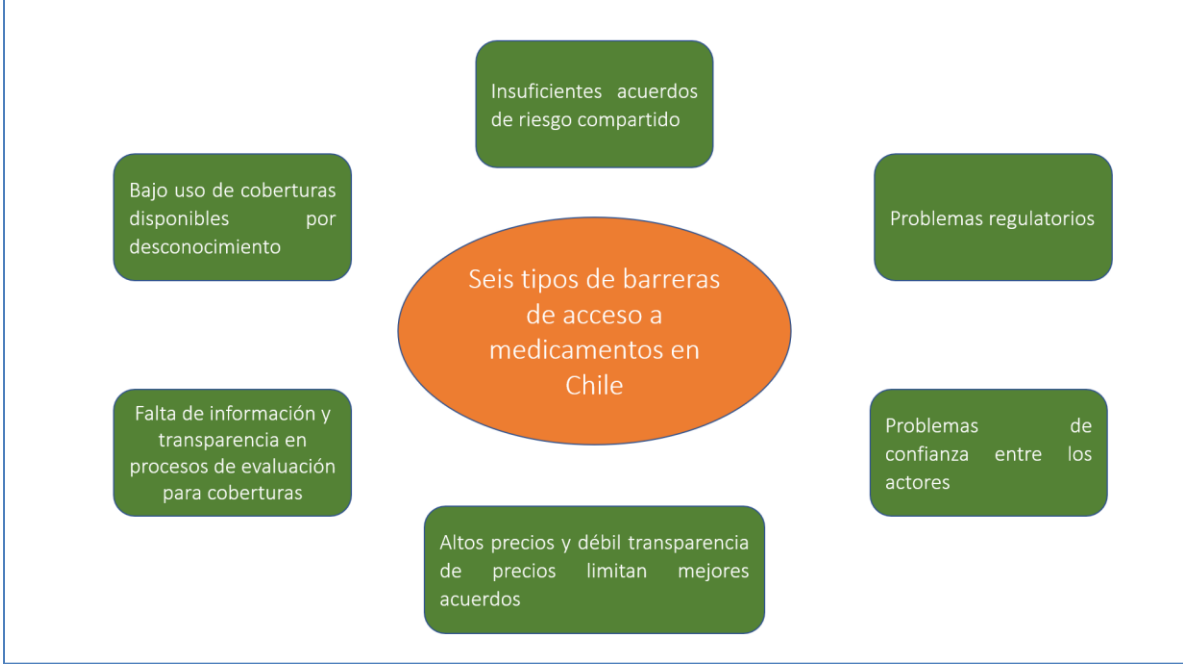 Insuficientes acuerdos
de riesgo compartido
Bajo uso de coberturas
disponibles por
desconocimiento
Problemas regulatorios
Seis tipos de barreras
de acceso a
medicamentos en
Chile
Falta de información y
transparencia en
procesos de evaluación
para coberturas
Problemas de
confianza entre los
actores
Altos precios y débil transparencia
de precios limitan mejores
acuerdos